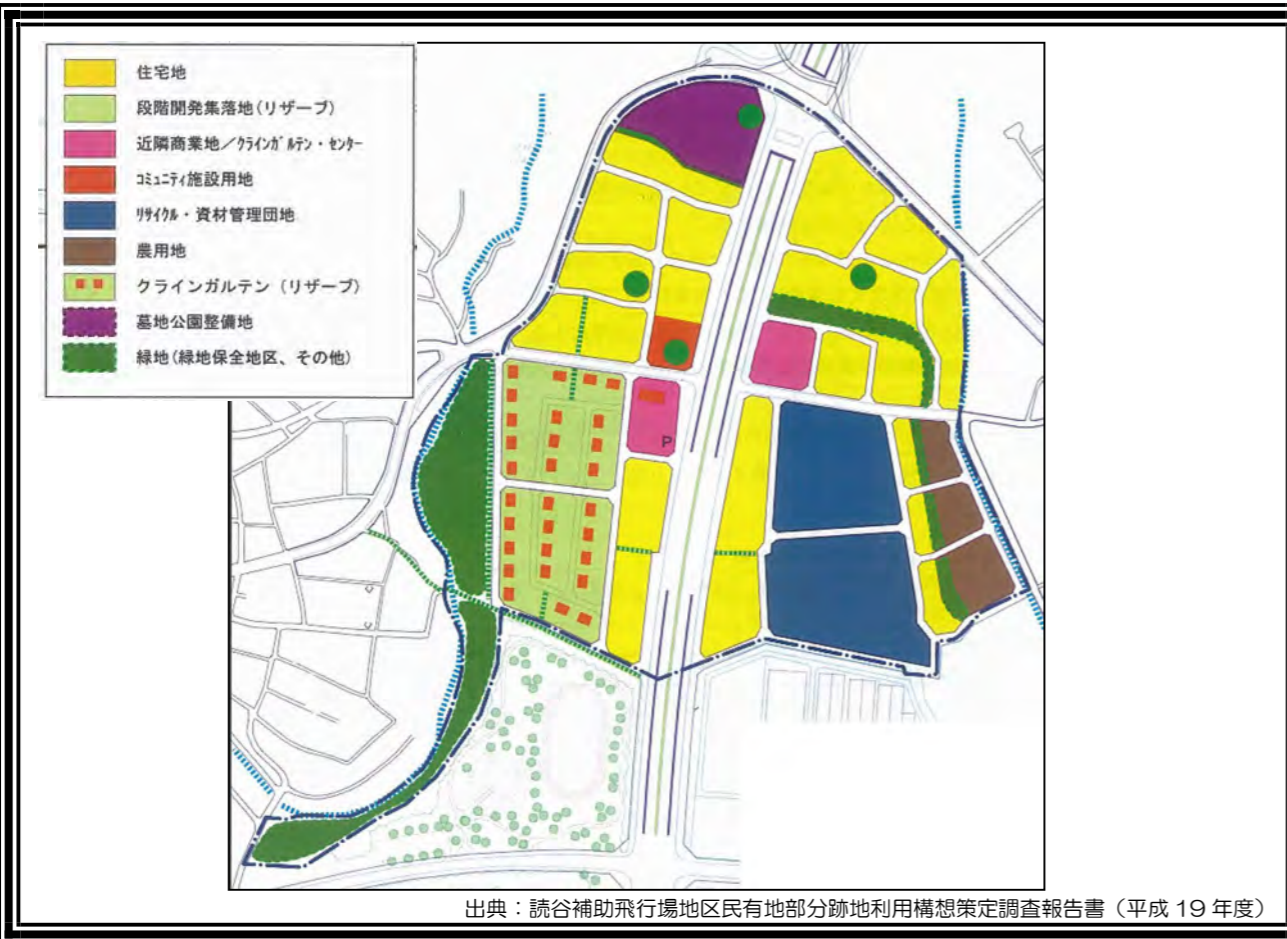 住宅地
段階開発集落地(リザーブ)
近隣商業地／クラインガルテン・センター
コミュニティ施設用地
リサイクル・資材管理団地
農用地
クラインガルテン（リザーブ）
墓地公園整備地
緑地(緑地保全地区、その他)
P
出典：読谷補助飛行場地区民有地部分跡地利用構想策定調査報告書（平成 19 年度）